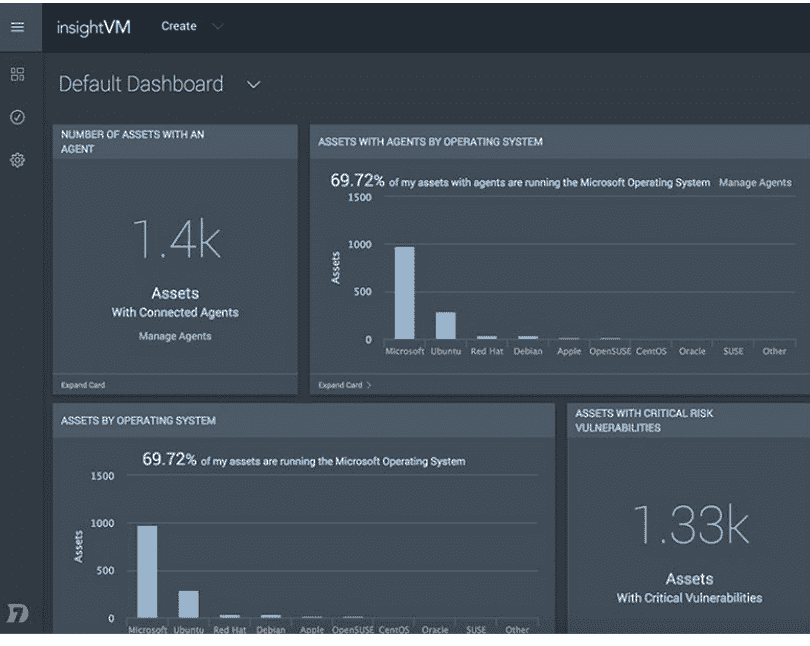 insightVM Create
Default Dashboard
NUMBER OF ASSETS WITH AN
AGENT
1.4k
Assets
With Connected Agents
Manage Agents
Expand Card
ASSETS WITH AGENTS BY OPERATING SYSTEM
69.72% of my assets with agents are running the Microsoft Operating System Manage Agents
1500
1000
500
0
Assets
Microsoft Ubuntu Red Hat Debian Apple OpenSUSE CentOS Oracle SUSE Other
Expand Card >
ASSETS BY OPERATING SYSTEM
69.72% of my assets are running the Microsoft Operating System
1500
1000
500
0
Assets
Microsoft Ubuntu Red Hat Debian Apple OpenSUSE CentOS Oracle SUSE Other
ASSETS WITH CRITICAL RISK
VULNERABILITIES
1.33k
Assets
With Critical Vulnerabilities